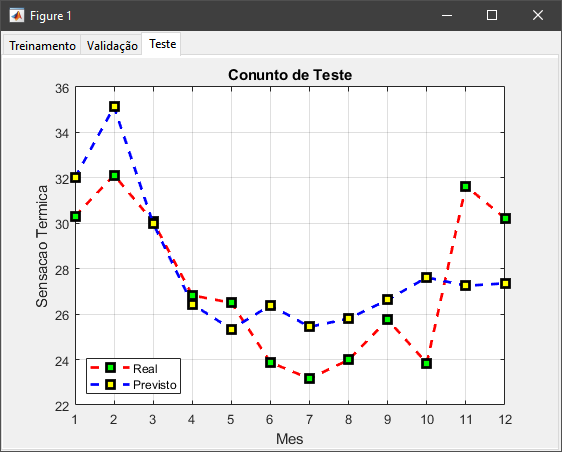 Figure 1
Treinamento Validação Teste
Conunto de Teste
36
34
32
30
28
26
24
22
Sensacao Termica
Real
Previsto
1 2 3 4 5 6 7 8 9 10 11 12
Mes